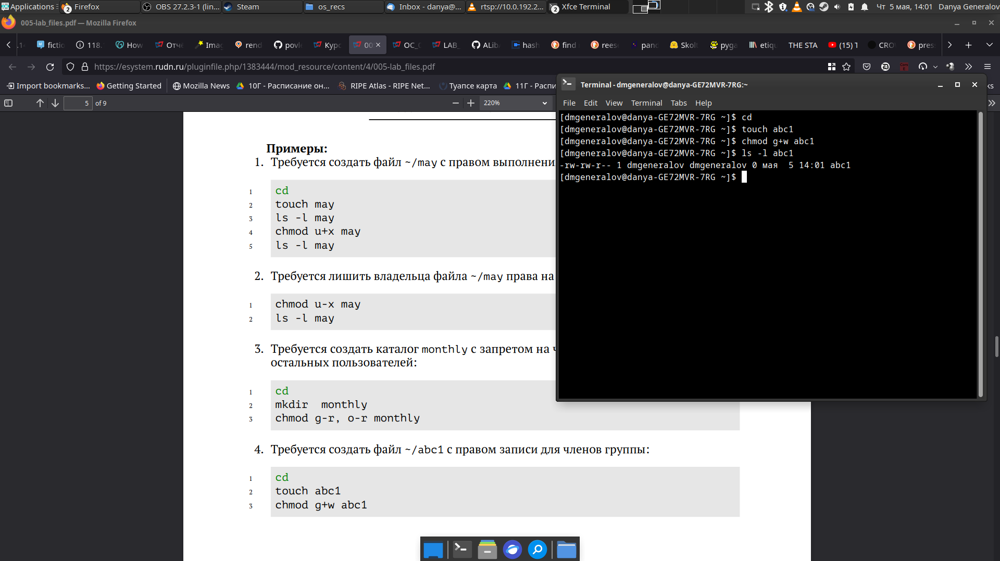 Applications
Firefox
OBS 27.2.3-1 (lin...
Steam
os_recs
Inbox - danya@...
rtsp://10.0.192.2...
Xfce Terminal
Чт 5 мая, 14:01
Danya Generalov
005-lab_files.pdf — Mozilla Firefox
fictio
118.
How
Отчё
Imag
rend
povle
Курс
00
OC_
LAB_
ALib
hash
find
rees
pand
Skolt
pyga
etiqu
THE STA
(15) T
CRO
pres
https://esystem.rudn.ru/pluginfile.php/1383444/mod_resource/content/4/005-lab_files.pdf
Import bookmarks...
Getting Started
Mozilla News
10Г - Расписание он...
RIPE Atlas - RIPE Net...
Туапсе карта
11Г - Распи
5 of 9
220%
Terminal - dmgeneralov@danya-GE72MVR-7RG:~
File Edit View Terminal Tabs Help
[dmgeneralov@danya-GE72MVR-7RG ~]$ cd
[dmgeneralov@danya-GE72MVR-7RG ~]$ touch abc1
[dmgeneralov@danya-GE72MVR-7RG ~]$ chmod g+w abc1
[dmgeneralov@danya-GE72MVR-7RG ~]$ ls -l abc1
-rw-rw-r-- 1 dmgeneralov dmgeneralov 0 мая  5 14:01 abc1
[dmgeneralov@danya-GE72MVR-7RG ~]$
Примеры:
1. Требуется создать файл ~/may с правом выполнени
1 cd
2 touch may
3 ls -l may
4 chmod u+x may
5 ls -l may
2. Требуется лишить владельца файла ~/may права на
1 chmod u-x may
2 ls -l may
3. Требуется создать каталог monthly с запретом на ч
остальных пользователей:
1 cd
2 mkdir  monthly
3 chmod g-r, o-r monthly
4. Требуется создать файл ~/abc1 с правом записи для членов группы:
1 cd
2 touch abc1
3 chmod g+w abc1